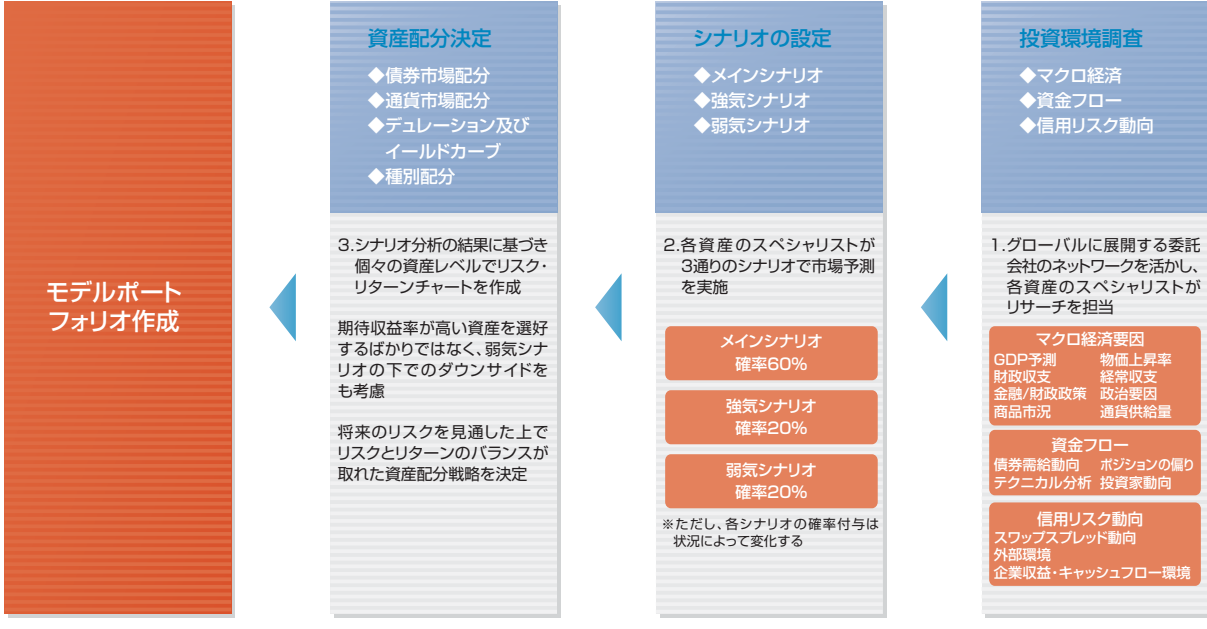 モデルポート
フォリオ作成
資産配分決定
◆債券市場配分
◆通貨市場配分
◆デュレーション及び
イールドカーブ
◆種別配分
3.シナリオ分析の結果に基づき
個々の資産レベルでリスク・
リターンチャートを作成
期待収益率が高い資産を選好
するばかりではなく、弱気シナ
リオの下でのダウンサイドを
も考慮
将来のリスクを見通した上で
リスクとリターンのバランスが
取れた資産配分戦略を決定
シナリオの設定
◆メインシナリオ
◆強気シナリオ
◆弱気シナリオ
2.各資産のスペシャリストが
3通りのシナリオで市場予測
を実施
メインシナリオ
確率60%
強気シナリオ
確率20%
弱気シナリオ
確率20%
※ただし、各シナリオの確率付与は
状況によって変化する
投資環境調査
◆マクロ経済
◆資金フロー
◆信用リスク動向
1.グローバルに展開する委託
会社のネットワークを活かし、
各資産のスペシャリストが
リサーチを担当
マクロ経済要因
GDP予測 物価上昇率
財政収支 経常収支
金融/財政政策 政治要因
商品市況 通貨供給量
資金フロー
債券需給動向 ポジションの偏り
テクニカル分析 投資家動向
信用リスク動向
スワップスプレッド動向
外部環境
企業収益・キャッシュフロー環境